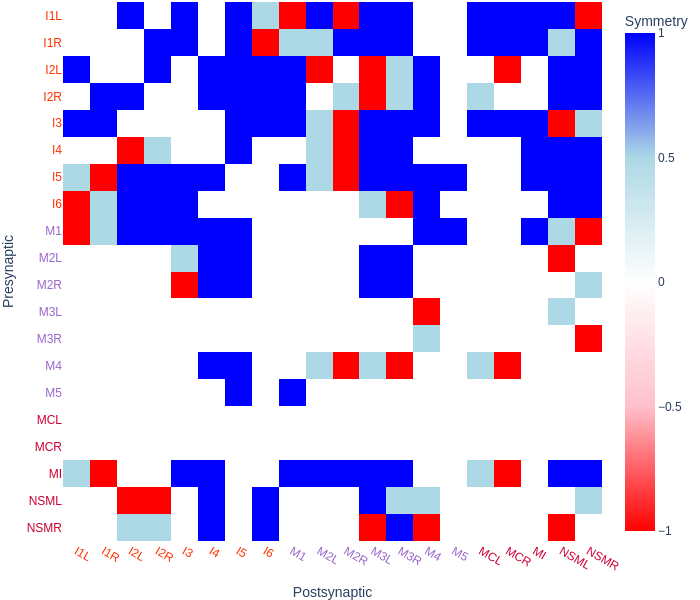 Symmetry
1
0.5
0
−0.5
−1
Presynaptic
I1L
I1R
I2L
I2R
I3
I4
I5
I6
M1
M2L
M2R
M3L
M3R
M4
M5
MCL
MCR
MI
NSML
NSMR
I1L I1R I2L I2R I3 I4 I5 I6 M1 M2L M2R M3L M3R M4 M5 MCL MCR MI NSML NSMR
Postsynaptic